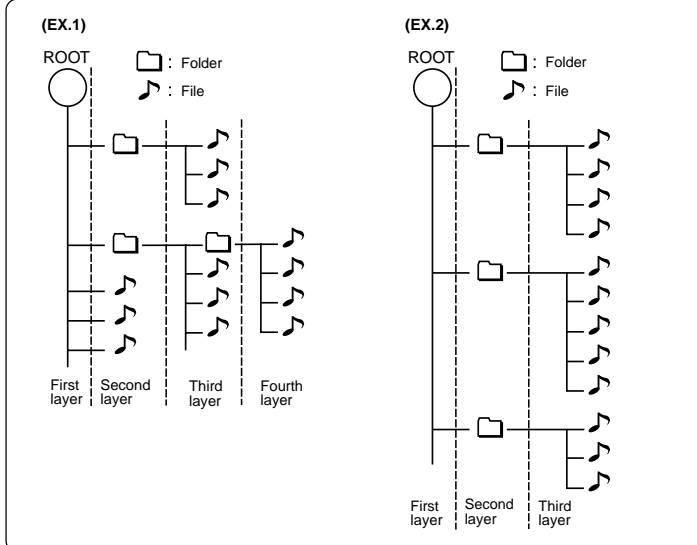 (EX.1)
ROOT
: Folder
: File
First layer
Second layer
Third layer
Fourth layer
(EX.2)
ROOT
: Folder
: File
First layer
Second layer
Third layer